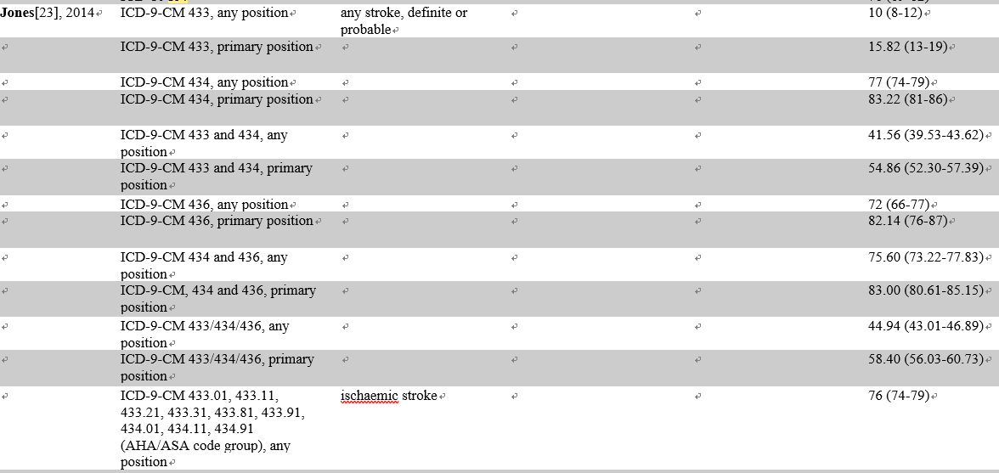 Jones[23], 2014 ICD-9-CM 433, any position any stroke, definite or 10 (8-12)
probable
ICD-9-CM 433, primary position 15.82 (13-19)
ICD-9-CM 434, any position 77 (74-79)
ICD-9-CM 434, primary position 83.22 (81-86)
ICD-9-CM 433 and 434, any 41.56 (39.53-43.62)
position
ICD-9-CM 433 and 434, primary 54.86 (52.30-57.39)
position
ICD-9-CM 436, any position 72 (66-77)
ICD-9-CM 436, primary position 82.14 (76-87)
ICD-9-CM 434 and 436, any 75.60 (73.22-77.83)
position
ICD-9-CM, 434 and 436, primary 83.00 (80.61-85.15)
position
ICD-9-CM 433/434/436, any 44.94 (43.01-46.89)
position
ICD-9-CM 433/434/436, primary 58.40 (56.03-60.73)
position
ICD-9-CM 433.01, 433.11, ischaemic stroke 76 (74-79)
433.21, 433.31, 433.81, 433.91,
434.01, 434.11, 434.91
(AHA/ASA code group), any
position